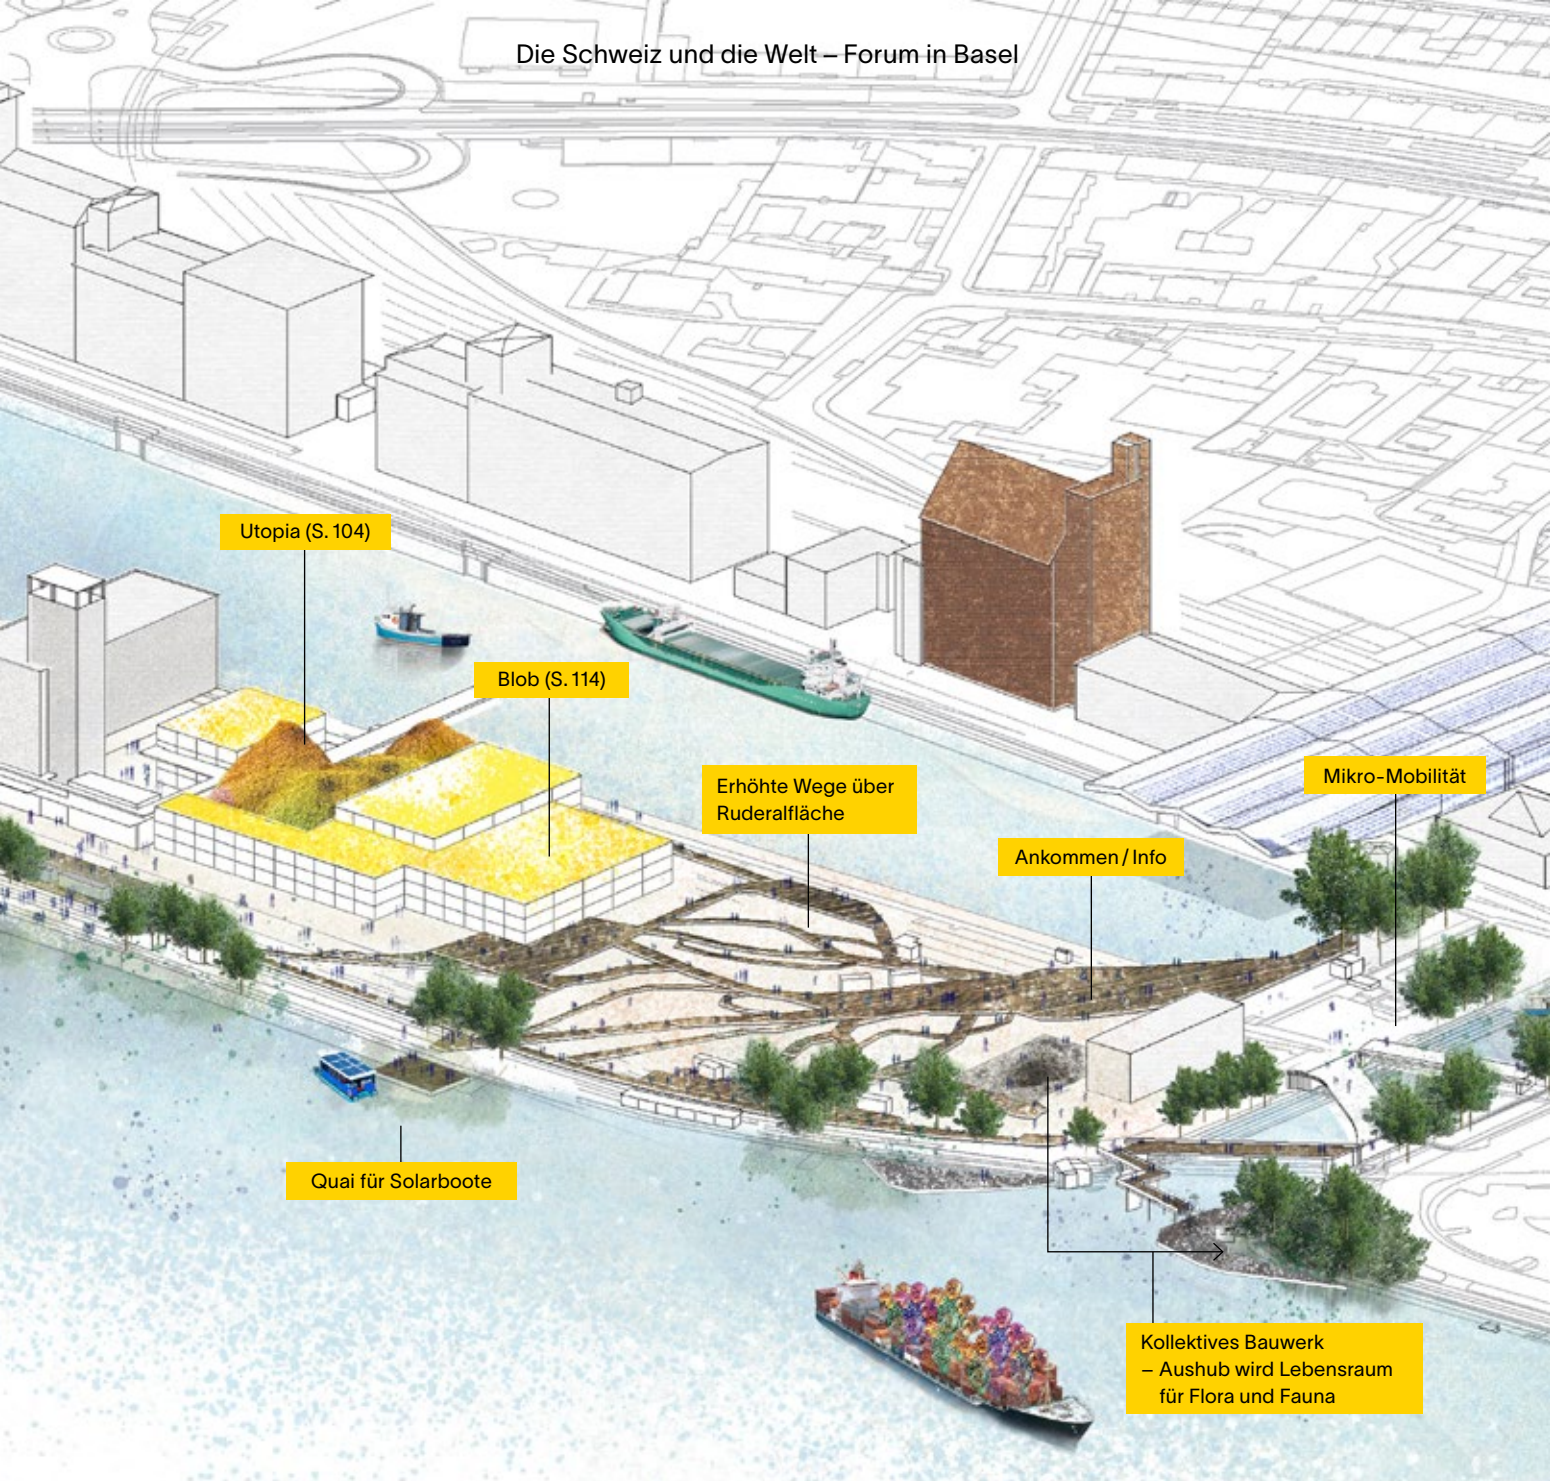 Die Schweiz und die Welt – Forum in Basel
Utopia (S. 104)
Blob (S. 114)
Erhöhte Wege über
Ruderalfläche
Mikro-Mobilität
Ankommen / Info
Quai für Solarboote
Kollektives Bauwerk
– Aushub wird Lebensraum
für Flora und Fauna